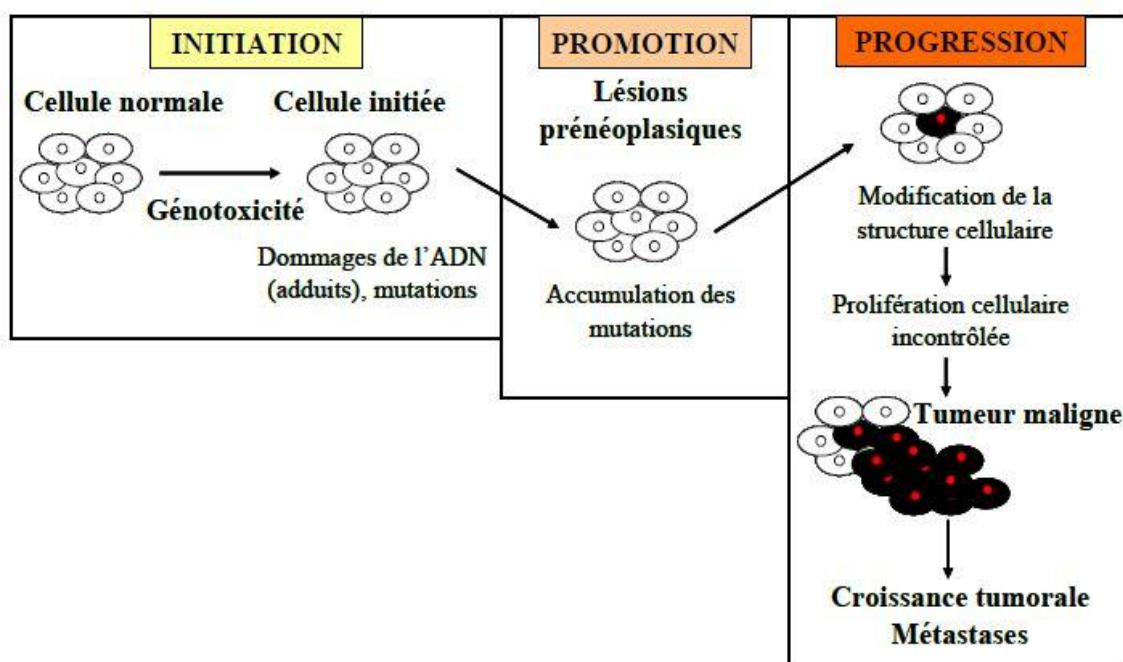 INITIATION
Cellule normale
Cellule initiée
Génotoxicité
Dommages de l’ADN
(adduits), mutations
PROMOTION
Lésions
prénéoplasiques
Accumulation des
mutations
PROGRESSION
Modification de la
structure cellulaire
Prolifération cellulaire
incontrôlée
Tumeur maligne
Croissance tumorale
Métastases